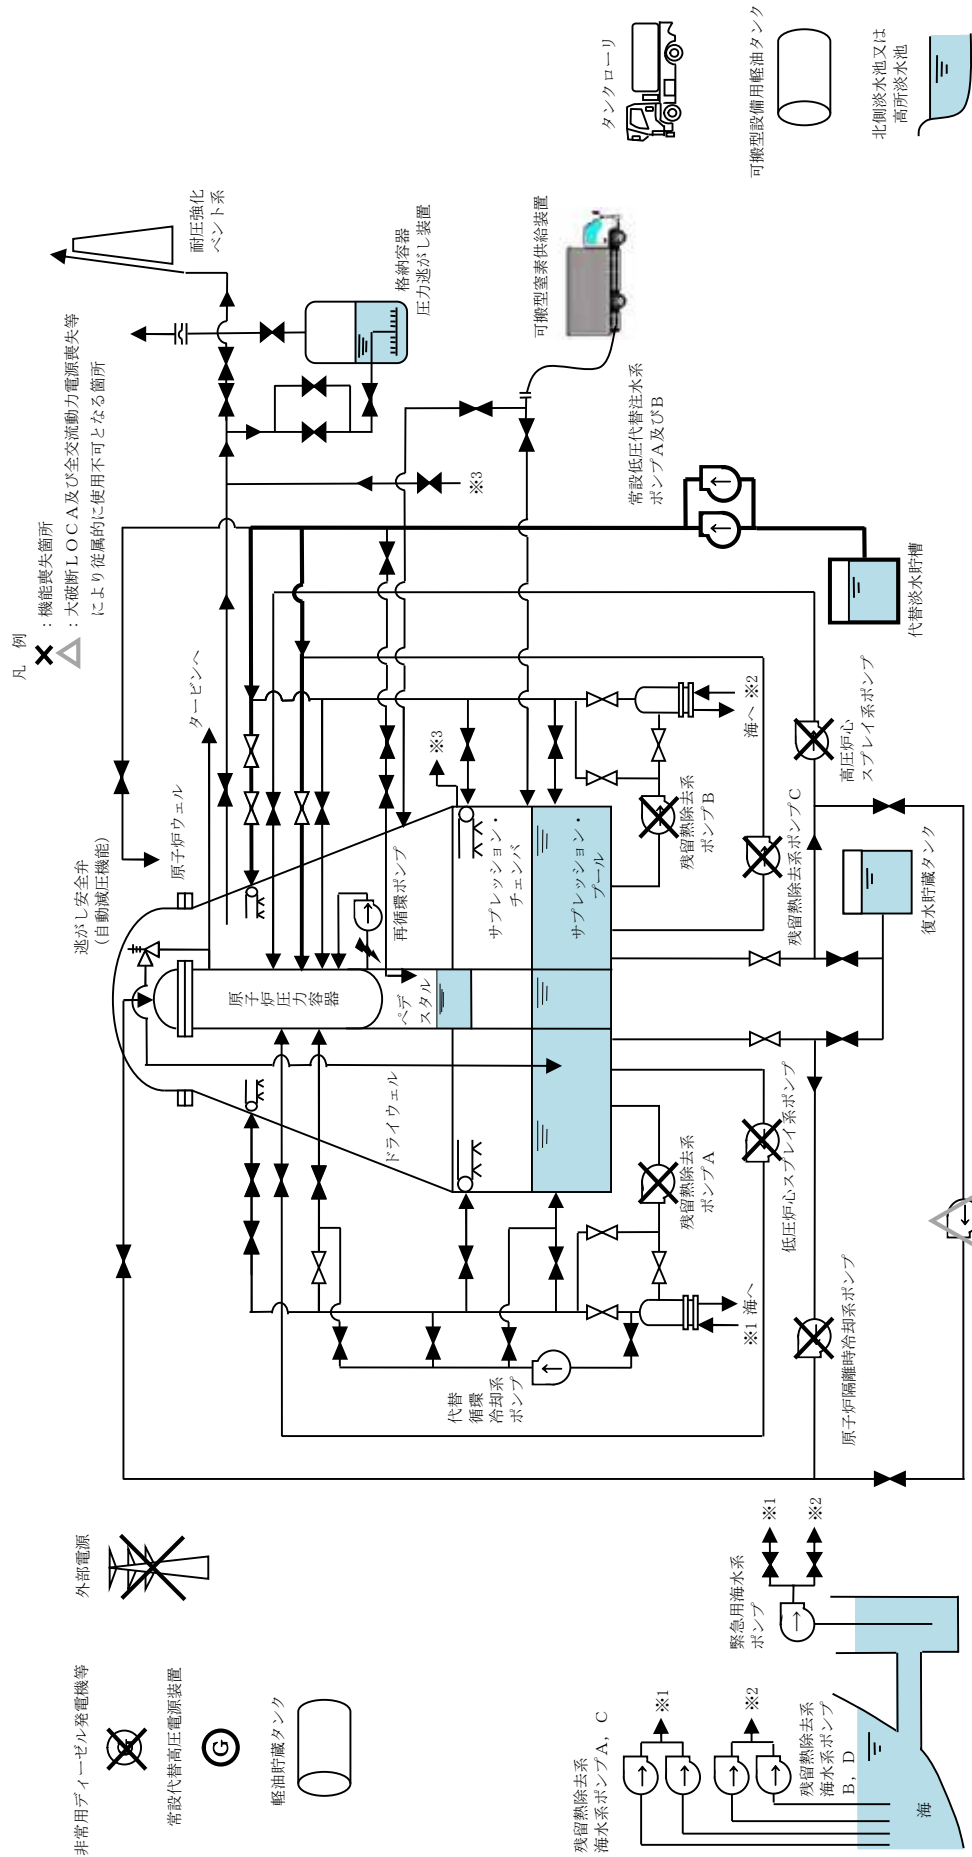 凡　例
：機能喪失箇所
：大破断ＬＯＣＡ及び全交流動力電源喪失等
により従属的に使用不可となる箇所
非常用ディーゼル発電機等
G
外部電源
常設代替高圧電源装置
G
軽油貯蔵タンク
逃がし安全弁
（自動減圧機能）
原子炉ウェル
タービンへ
耐圧強化
ベント系
格納容器
圧力逃がし装置
原子炉圧力容器
再循環ポンプ
ペデ
スタル
ドライウェル
※3
※3
サプレッション・
チェンバ
サプレッション・
プール
可搬型窒素供給装置
タンクローリ
可搬型設備用軽油タンク
北側淡水池又は
高所淡水池
常設低圧代替注水系
ポンプＡ及びＢ
代替淡水貯槽
代替
循環
冷却系
ポンプ
残留熱除去系
ポンプＡ
残留熱除去系
ポンプＢ
※1 海へ
海へ ※2
残留熱除去系ポンプＣ
高圧炉心
スプレイ系ポンプ
低圧炉心スプレイ系ポンプ
原子炉隔離時冷却系ポンプ
復水貯蔵タンク
残留熱除去系
海水系ポンプＡ，Ｃ
※1
※2
残留熱除去系
海水系ポンプ
Ｂ，Ｄ
緊急用海水系
ポンプ
※1
※2
海